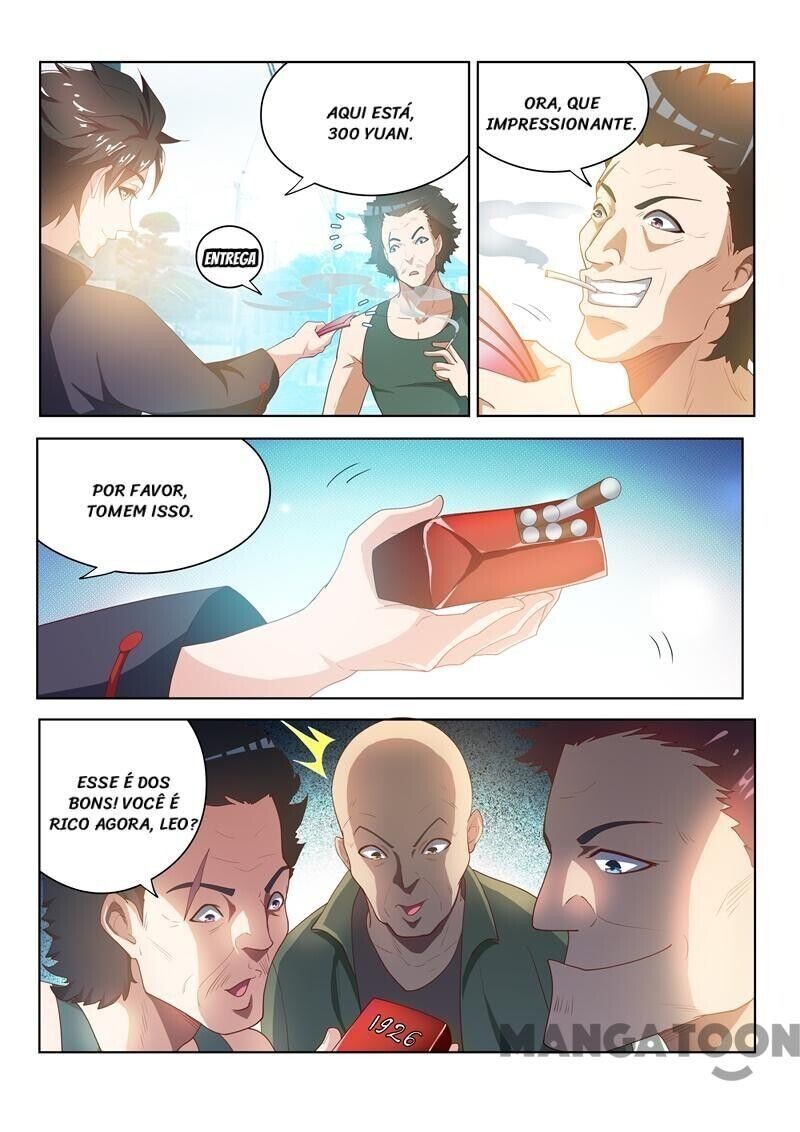 AQUI ESTÁ,
300 YUAN.
ENTREGA
ORA, QUE
IMPRESSIONANTE.
POR FAVOR,
TOMEM ISSO.
ESSE É DOS
BONS! VOCÊ É
RICO AGORA, LEO?
1926
MANGATOON